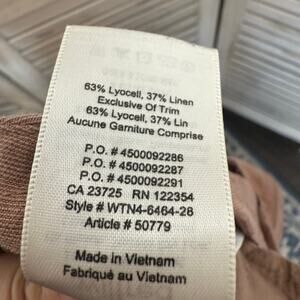 63% Lyocell, 37% Linen
Exclusive Of Trim
63% Lyocell, 37% Lin
Aucune Garniture Comprise
P.O. # 4500092286
P.O. # 4500092287
P.O. # 4500092291
CA 23725 RN 122354
Style # WTN4-6464-28
Article # 50779
Made in Vietnam
Fabriqué au Vietnam